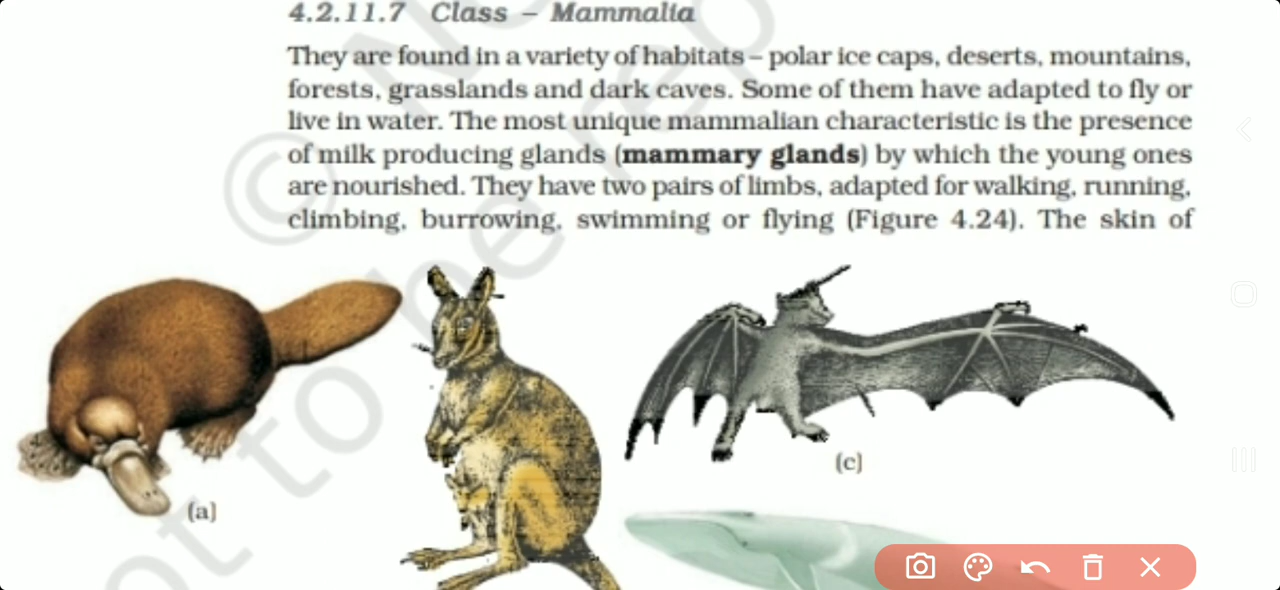 4.2.11.7 Class – Mammalia
They are found in a variety of habitats – polar ice caps, deserts, mountains,
forests, grasslands and dark caves. Some of them have adapted to fly or
live in water. The most unique mammalian characteristic is the presence
of milk producing glands (mammary glands) by which the young ones
are nourished. They have two pairs of limbs, adapted for walking, running,
climbing, burrowing, swimming or flying (Figure 4.24). The skin of
(c)
(a)